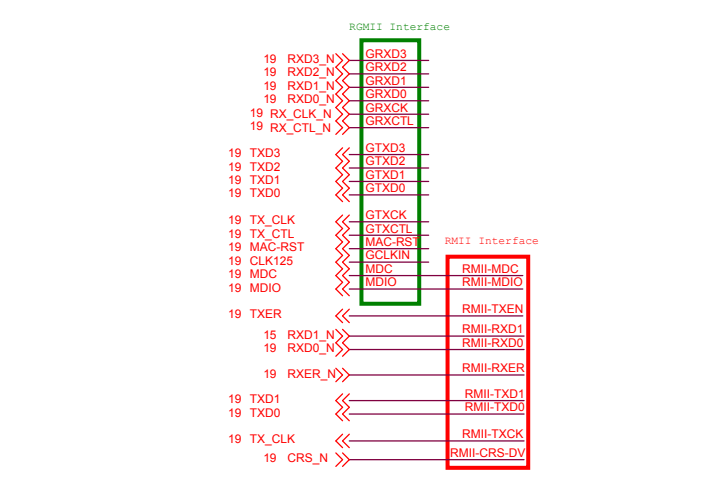 RGMII Interface
19 RXD3_N GRXD3
19 RXD2_N GRXD2
19 RXD1_N GRXD1
19 RXD0_N GRXD0
19 RX_CLK_N GRXCK
19 RX_CTL_N GRXCTL
19 TXD3 GTXD3
19 TXD2 GTXD2
19 TXD1 GTXD1
19 TXD0 GTXD0
19 TX_CLK GTXCK
19 TX_CTL GTXCTL
19 MAC-RST MAC-RST
RMII Interface
19 CLK125 GCLKIN
19 MDC MDC RMII-MDC
19 MDIO MDIO RMII-MDIO
19 TXER RMII-TXEN
15 RXD1_N RMII-RXD1
19 RXD0_N RMII-RXD0
19 RXER_N RMII-RXER
19 TXD1 RMII-TXD1
19 TXD0 RMII-TXD0
19 TX_CLK RMII-TXCK
19 CRS_N RMII-CRS-DV